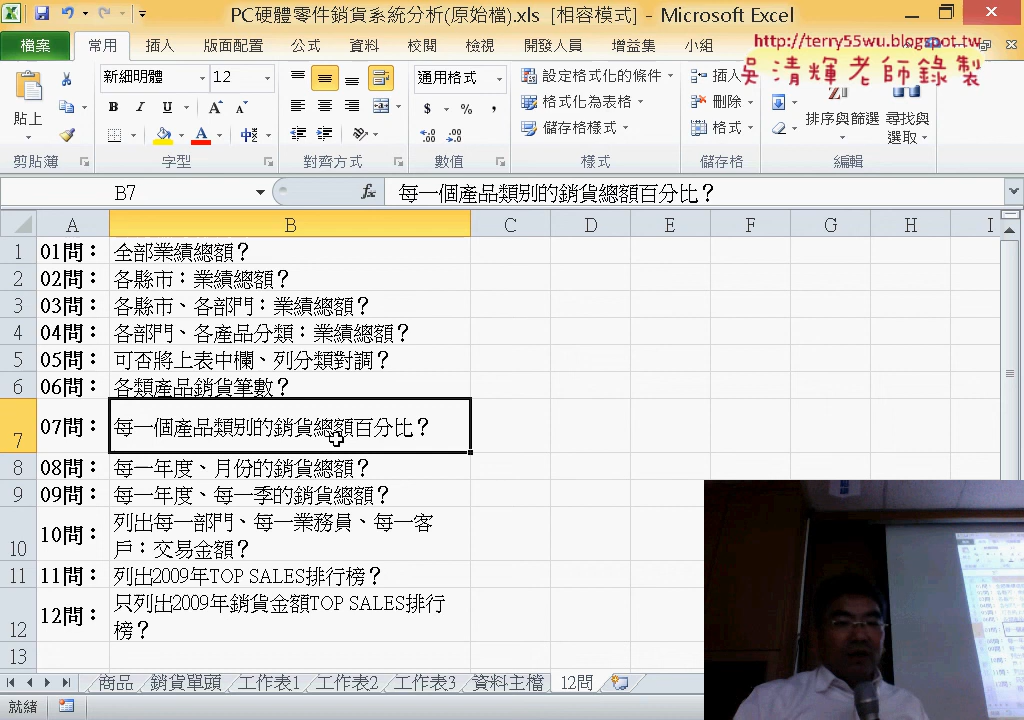 PC硬體零件銷貨系統分析(原始檔).xls [相容模式] - Microsoft Excel
http://terry55wu.blogspot.tw
吳清輝老師錄製
檔案 常用 插入 版面配置 公式 資料 校閱 檢視 開發人員 增益集 小組
新細明體 12 通用格式 設定格式化的條件 插入
B I U A A $ % , 格式化為表格 刪除
貼上 A 中 儲存格樣式 格式 排序與篩選 尋找與選取
剪貼簿 字型 對齊方式 數值 樣式 儲存格 編輯
B7 fx 每一個產品類別的銷貨總額百分比？
A B C D E F G H I
1 01問： 全部業績總額？
2 02問： 各縣市：業績總額？
3 03問： 各縣市、各部門：業績總額？
4 04問： 各部門、各產品分類：業績總額？
5 05問： 可否將上表中欄、列分類對調？
6 06問： 各類產品銷貨筆數？
7 07問： 每一個產品類別的銷貨總額百分比？
8 08問： 每一年度、月份的銷貨總額？
9 09問： 每一年度、每一季的銷貨總額？
10 10問： 列出每一部門、每一業務員、每一客
戶：交易金額？
11 11問： 列出2009年TOP SALES排行榜？
12 12問： 只列出2009年銷貨金額TOP SALES排行
榜？
13
商品 銷貨單頭 工作表1 工作表2 工作表3 資料主檔 12問
就緒